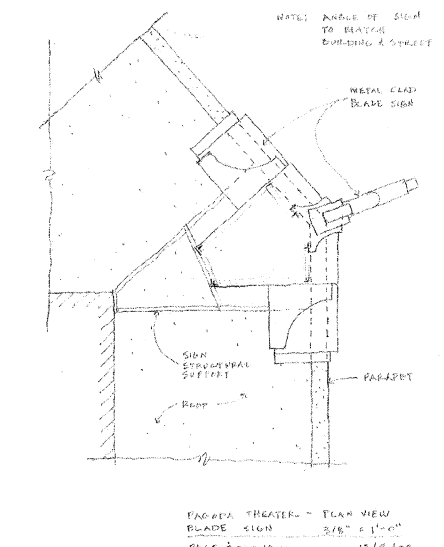 NOTE: ANGLE OF SIGN
TO MATCH
BUILDING & STREET
METAL CLAD
BLADE SIGN
SIGN
STRUCTURAL
SUPPORT
ROOF
PARAPET
PAGODA THEATER - PLAN VIEW
BLADE SIGN 3/8" = 1'-0"